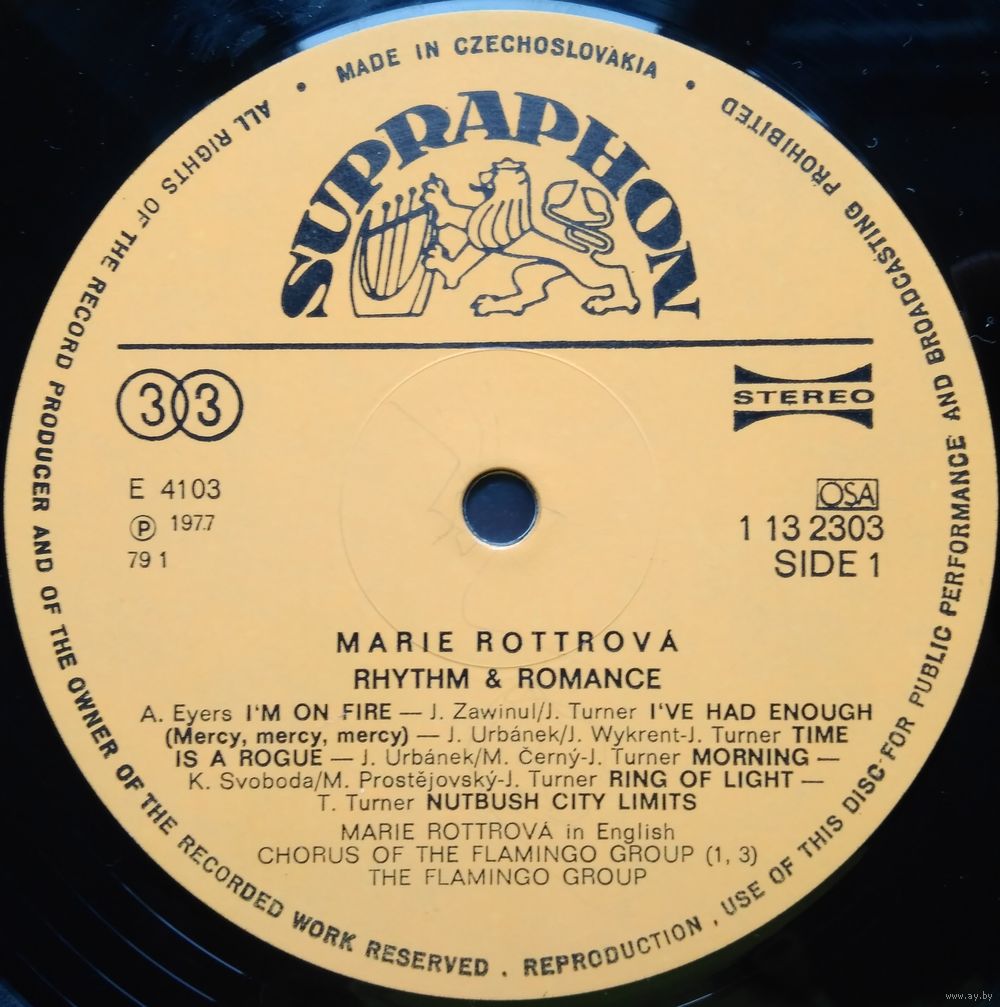 MADE IN CZECHOSLOVAKIA
ALL RIGHTS OF THE RECORD PRODUCER AND OF THE OWNER OF THE RECORDED WORK RESERVED . REPRODUCTION , USE OF THIS DISC FOR PUBLIC PERFORMANCE AND BROADCASTING PROHIBITED
SUPRAPHON
33
STEREO
E 4103
Ⓟ 1977
79 1
OSA
1 13 2303
SIDE 1
MARIE ROTTROVÁ
RHYTHM & ROMANCE
A. Eyers I'M ON FIRE — J. Zawinul/J. Turner I'VE HAD ENOUGH
(Mercy, mercy, mercy) — J. Urbánek/J. Wykrent-J. Turner TIME
IS A ROGUE — J. Urbánek/M. Černý-J. Turner MORNING —
K. Svoboda/M. Prostějovský-J. Turner RING OF LIGHT —
T. Turner NUTBUSH CITY LIMITS
MARIE ROTTROVÁ in English
CHORUS OF THE FLAMINGO GROUP (1, 3)
THE FLAMINGO GROUP
www.ay.by